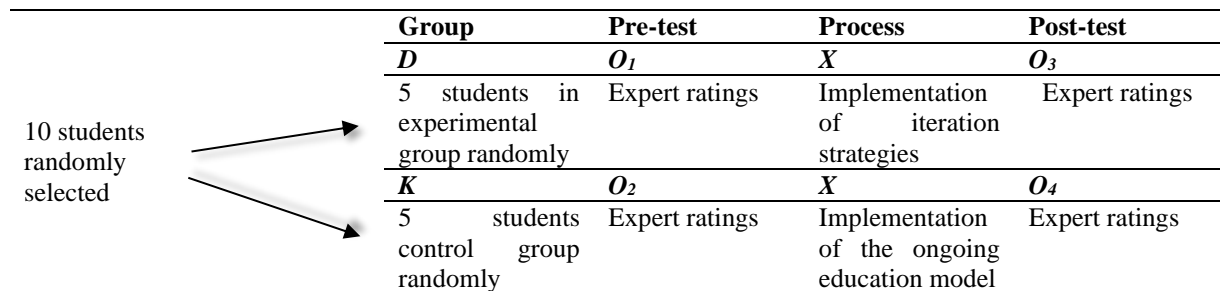 Group Pre-test Process Post-test
D O1 X O3
5 students in Expert ratings Implementation Expert ratings
experimental of iteration
group randomly strategies
10 students
randomly
selected
K O2 X O4
5 students Expert ratings Implementation Expert ratings
control group of the ongoing
randomly education model